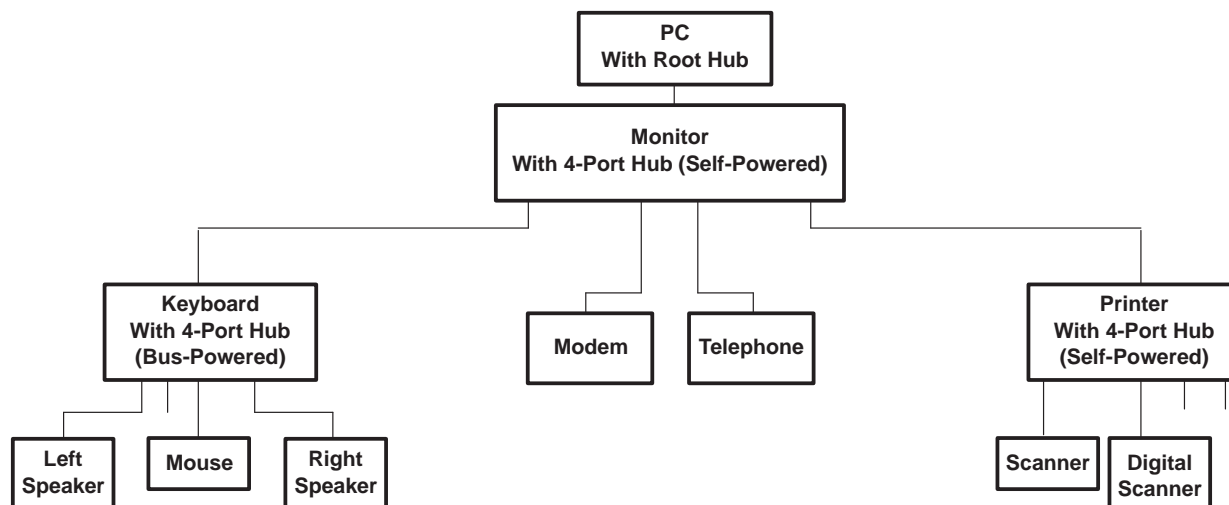 PC
With Root Hub
Monitor
With 4-Port Hub (Self-Powered)
Keyboard
With 4-Port Hub
(Bus-Powered)
Modem
Telephone
Printer
With 4-Port Hub
(Self-Powered)
Left
Speaker
Mouse
Right
Speaker
Scanner
Digital
Scanner